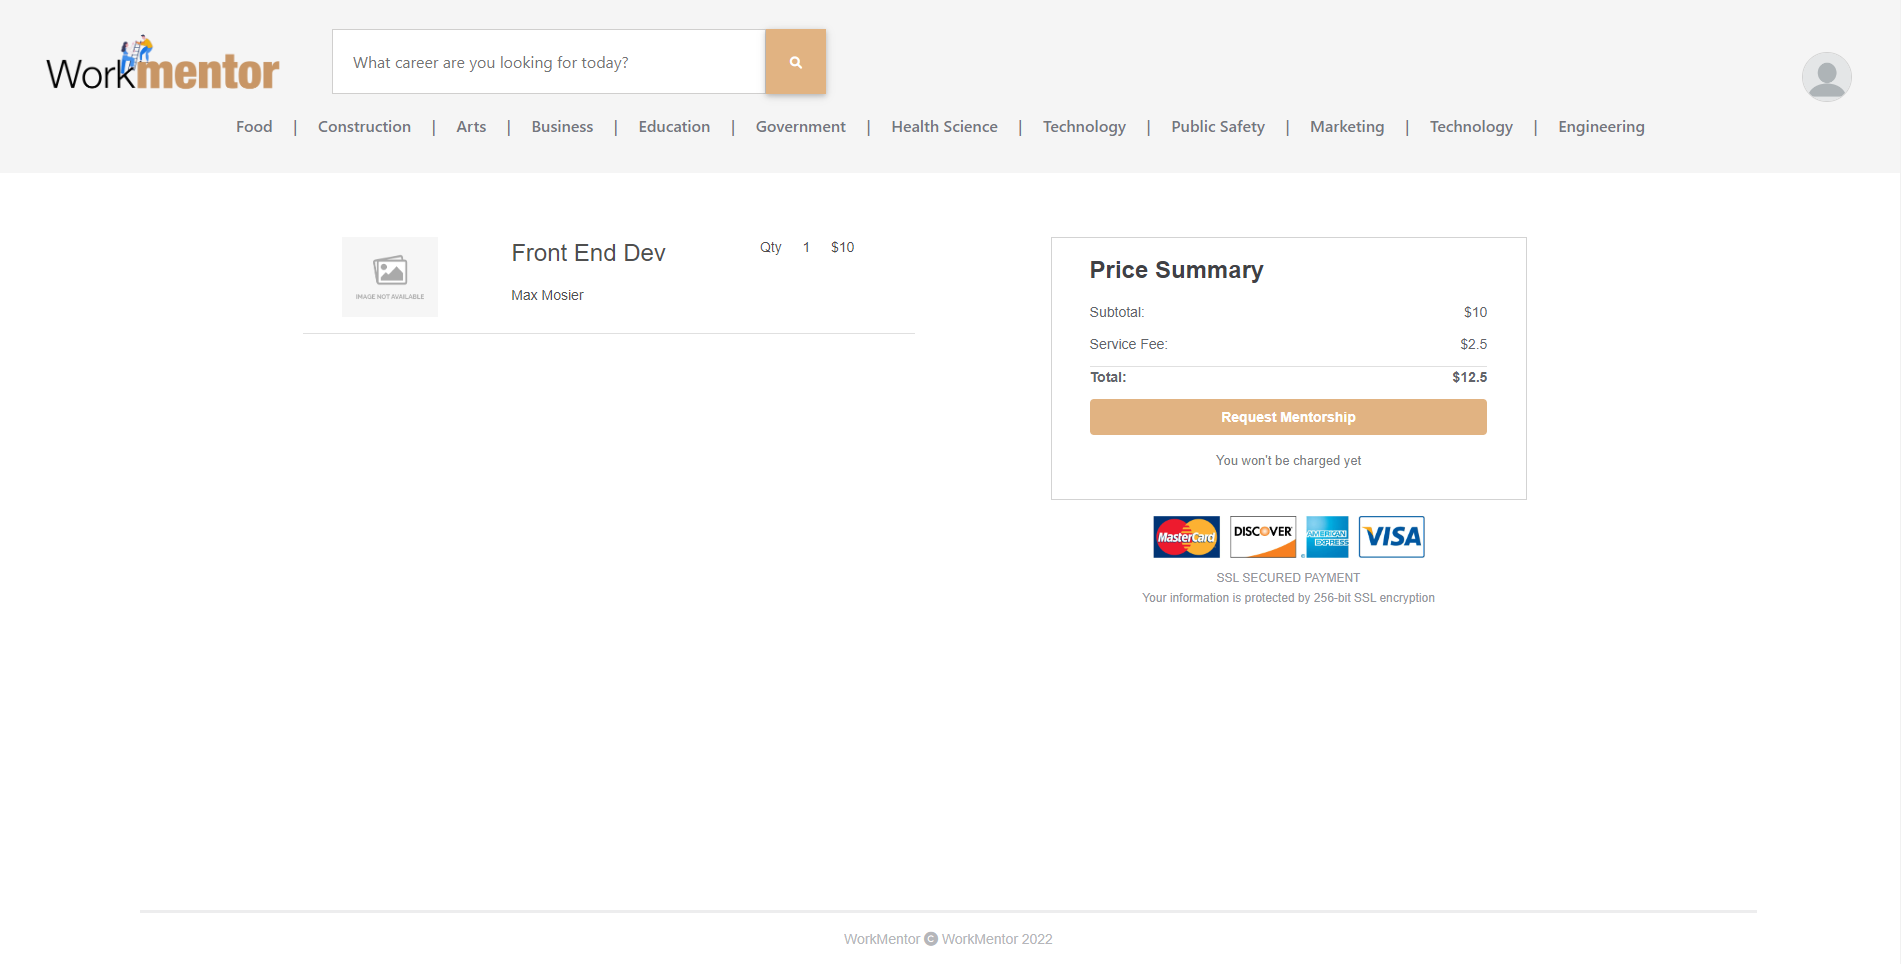 Workmentor
What career are you looking for today?
Food | Construction | Arts | Business | Education | Government | Health Science | Technology | Public Safety | Marketing | Technology | Engineering
IMAGE NOT AVAILABLE
Front End Dev
Max Mosier
Qty 1 $10
Price Summary
Subtotal: $10
Service Fee: $2.5
Total: $12.5
Request Mentorship
You won't be charged yet
MasterCard DISCOVER AMERICAN EXPRESS VISA
SSL SECURED PAYMENT
Your information is protected by 256-bit SSL encryption
WorkMentor © WorkMentor 2022